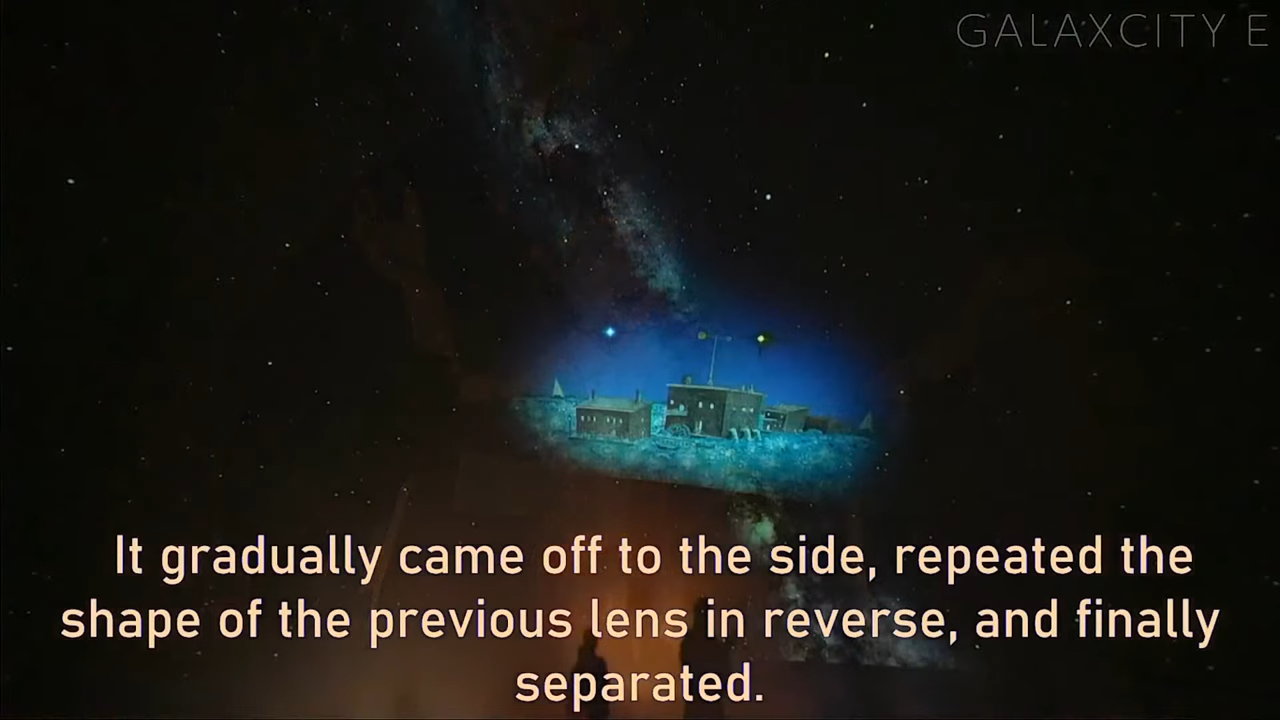 GALAXCITY E
It gradually came off to the side, repeated the
shape of the previous lens in reverse, and finally
separated.